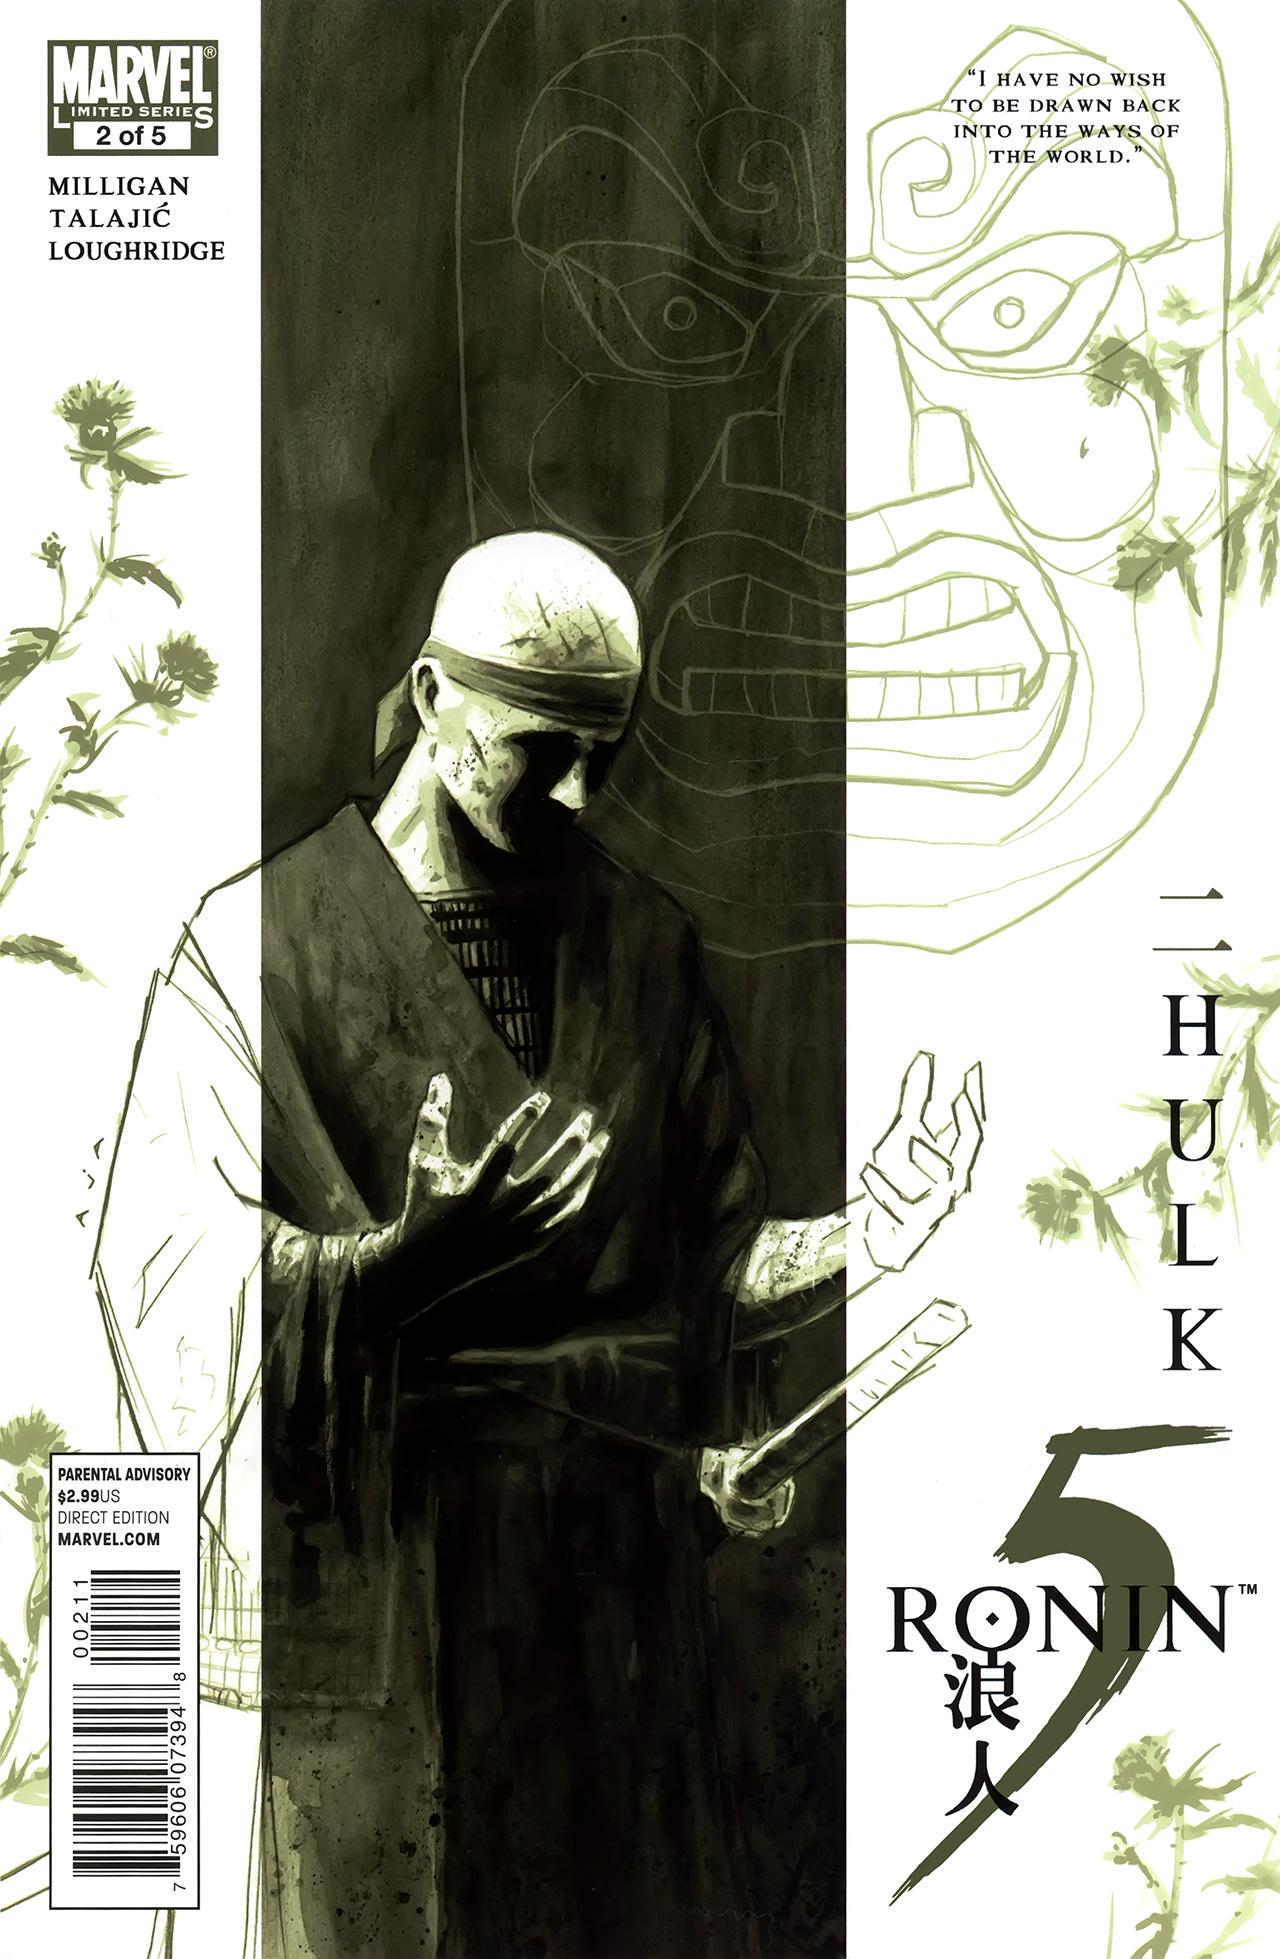 MARVEL®
LIMITED SERIES
2 of 5
MILLIGAN
TALAJIĆ
LOUGHRIDGE
“I HAVE NO WISH
TO BE DRAWN BACK
INTO THE WAYS OF
THE WORLD.”
二
HULK
5
RONIN™
浪
人
PARENTAL ADVISORY
$2.99US
DIRECT EDITION
MARVEL.COM
00211
7 59606 07394 8